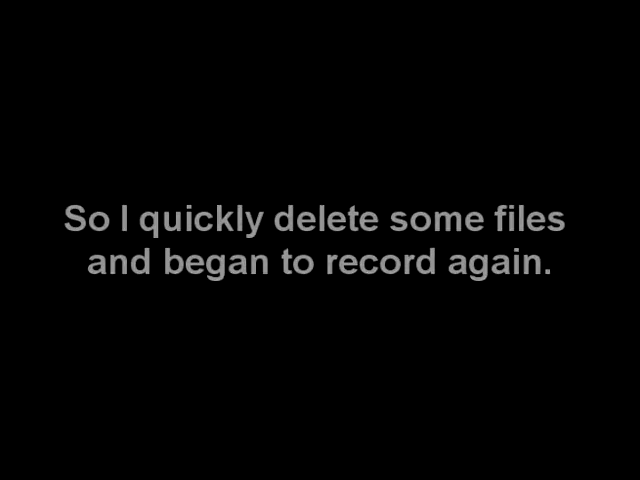 So I quickly delete some files
and began to record again.